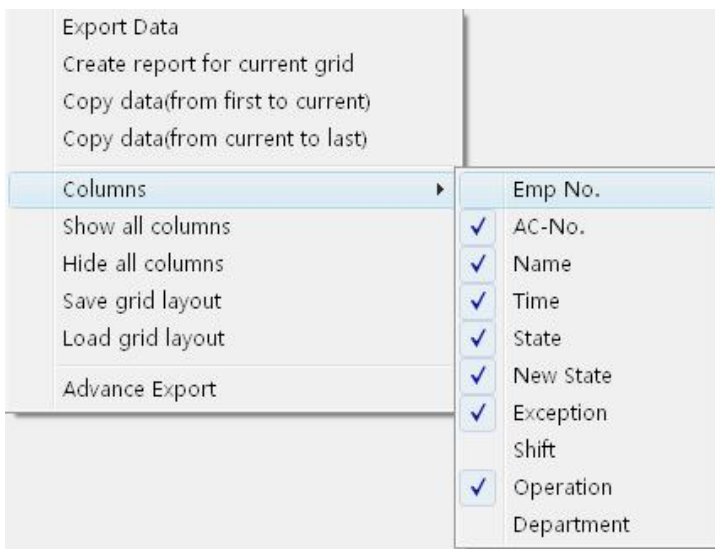 Export Data
Create report for current grid
Copy data(from first to current)
Copy data(from current to last)
Columns
Show all columns
Hide all columns
Save grid layout
Load grid layout
Advance Export
Emp No.
AC-No.
Name
Time
State
New State
Exception
Shift
Operation
Department